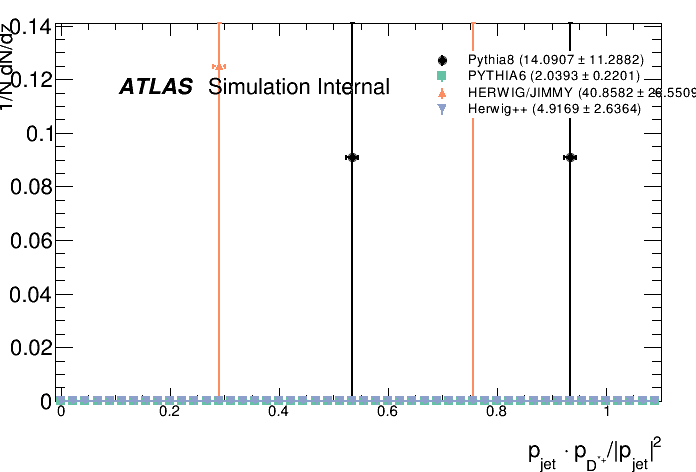 1/N dN/dz
0.14
0.12
0.1
0.08
0.06
0.04
0.02
0
ATLAS Simulation Internal
Pythia8 (14.0907 ± 11.2882)
PYTHIA6 (2.0393 ± 0.2201)
Herwig++ (4.9169 ± 2.6364)
HERWIG/JIMMY (40.8582 ±
0 0.2 0.4 0.6 0.8 1
p_jet · p_D*+/|p_jet|²